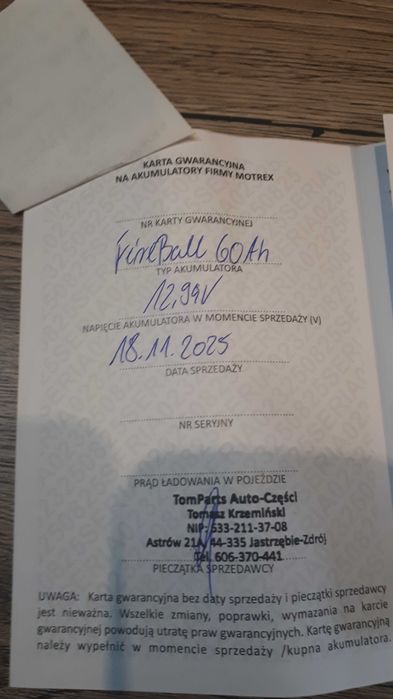 KARTA GWARANCYJNA
NA AKUMULATORY FIRMY MOTREX
NR KARTY GWARANCYJNEJ
FireBall 60Ah
TYP AKUMULATORA
12,99V
NAPIĘCIE AKUMULATORA W MOMENCIE SPRZEDAŻY (V)
18.11.2025
DATA SPRZEDAŻY
NR SERYJNY
PRĄD ŁADOWANIA W POJEŹDZIE
TomParts Auto-Części
Tomasz Krzemiński
NIP: 633-211-37-08
Astrów 21A, 44-335 Jastrzębie-Zdrój
Tel. 606-370-441
PIECZĄTKA SPRZEDAWCY
UWAGA: Karta gwarancyjna bez daty sprzedaży i pieczątki sprzedawcy
jest nieważna. Wszelkie zmiany, poprawki, wymazania na karcie
gwarancyjnej powodują utratę praw gwarancyjnych. Kartę gwarancyjną
należy wypełnić w momencie sprzedaży /kupna akumulatora.